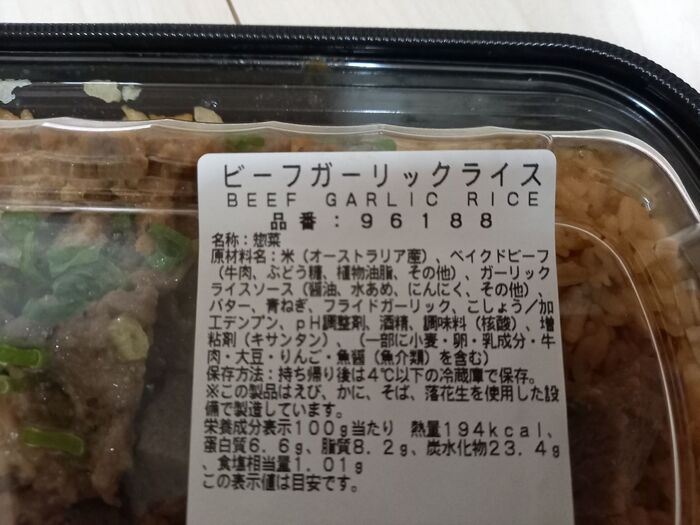 ビーフガーリックライス
BEEF GARLIC RICE
品番：96188
名称：惣菜
原材料名：米（オーストラリア産）、ベイクドビーフ
（牛肉、ぶどう糖、植物油脂、その他）、ガーリック
ライスソース（醤油、水あめ、にんにく、その他）、
バター、青ねぎ、フライドガーリック、こしょう／加
工デンプン、pH調整剤、酒精、調味料（核酸）、増
粘剤（キサンタン）、（一部に小麦・卵・乳成分・牛
肉・大豆・りんご・魚醤（魚介類）を含む）
保存方法：持ち帰り後は4℃以下の冷蔵庫で保存。
※この製品はえび、かに、そば、落花生を使用した設
備で製造しています。
栄養成分表示100g当たり 熱量194kcal、
蛋白質6.6g、脂質8.2g、炭水化物23.4g
、食塩相当量1.01g
この表示値は目安です。